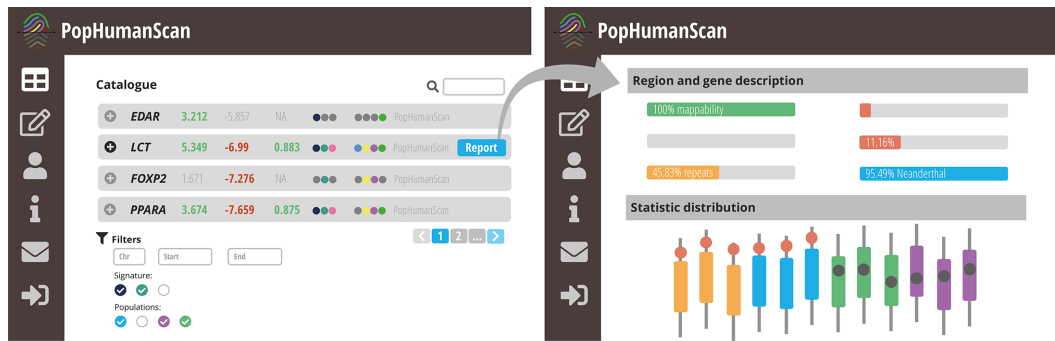 PopHumanScan
Catalogue
EDAR 3.212 -5.857 NA PopHumanScan
LCT 5.349 -6.99 0.883 PopHumanScan Report
FOXP2 1.671 -7.276 NA PopHumanScan
PPARA 3.674 -7.659 0.875 PopHumanScan
< 1 2 ... >
Filters
Chr Start End
Signature:
Populations:
PopHumanScan
Region and gene description
100% mappability
11.16%
45.83% repeats 95.49% Neanderthal
Statistic distribution